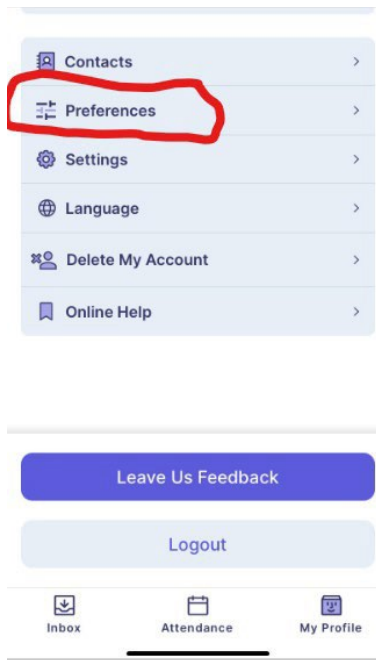 Contacts
Preferences
Settings
Language
Delete My Account
Online Help
Leave Us Feedback
Logout
Inbox Attendance My Profile